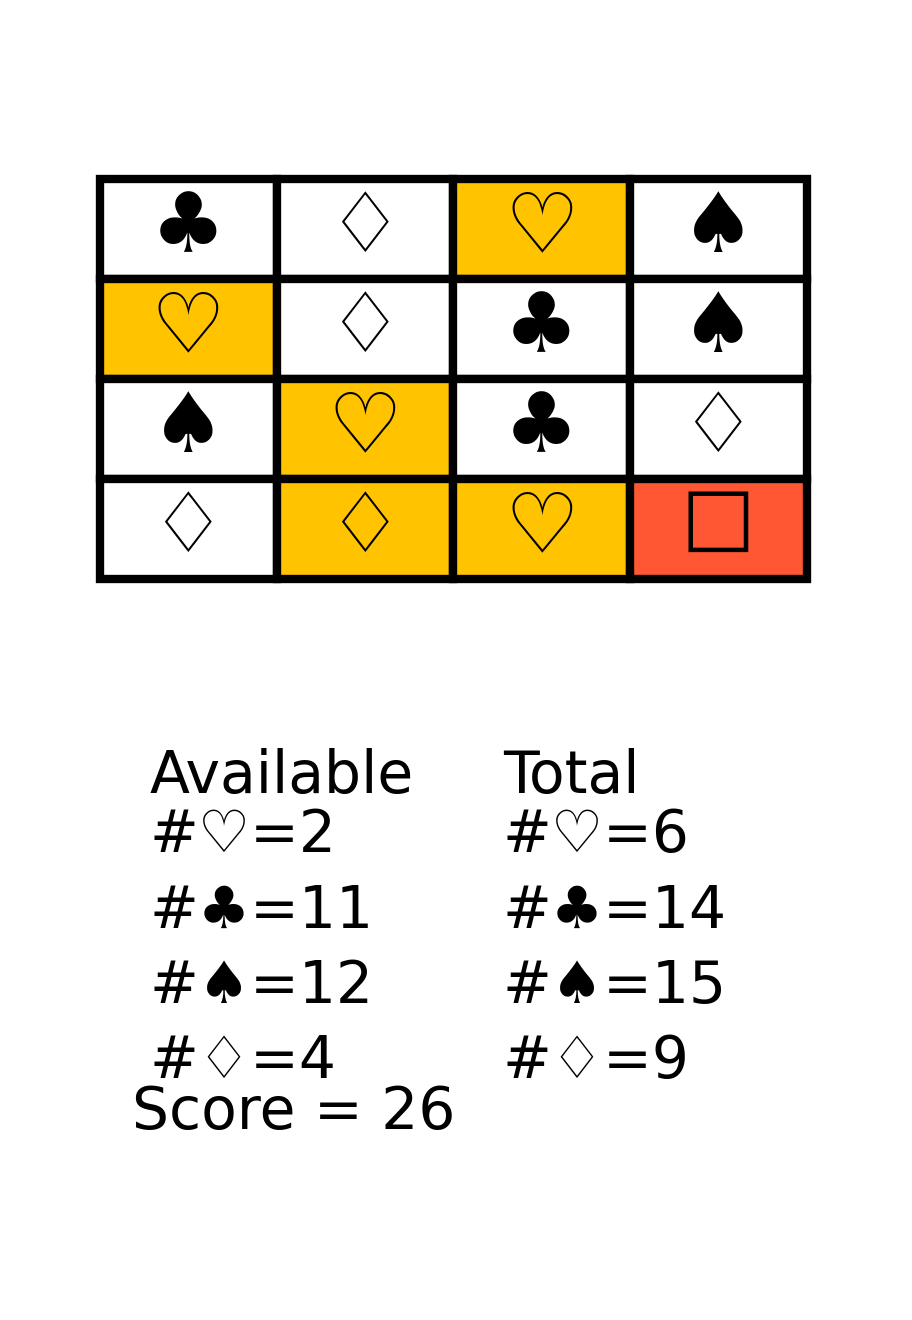 ♣ ♢ ♡ ♠
♡ ♢ ♣ ♠
♠ ♡ ♣ ♢
♢ ♢ ♡ □
Available Total
#♡=2 #♡=6
#♣=11 #♣=14
#♠=12 #♠=15
#♢=4 #♢=9
Score = 26